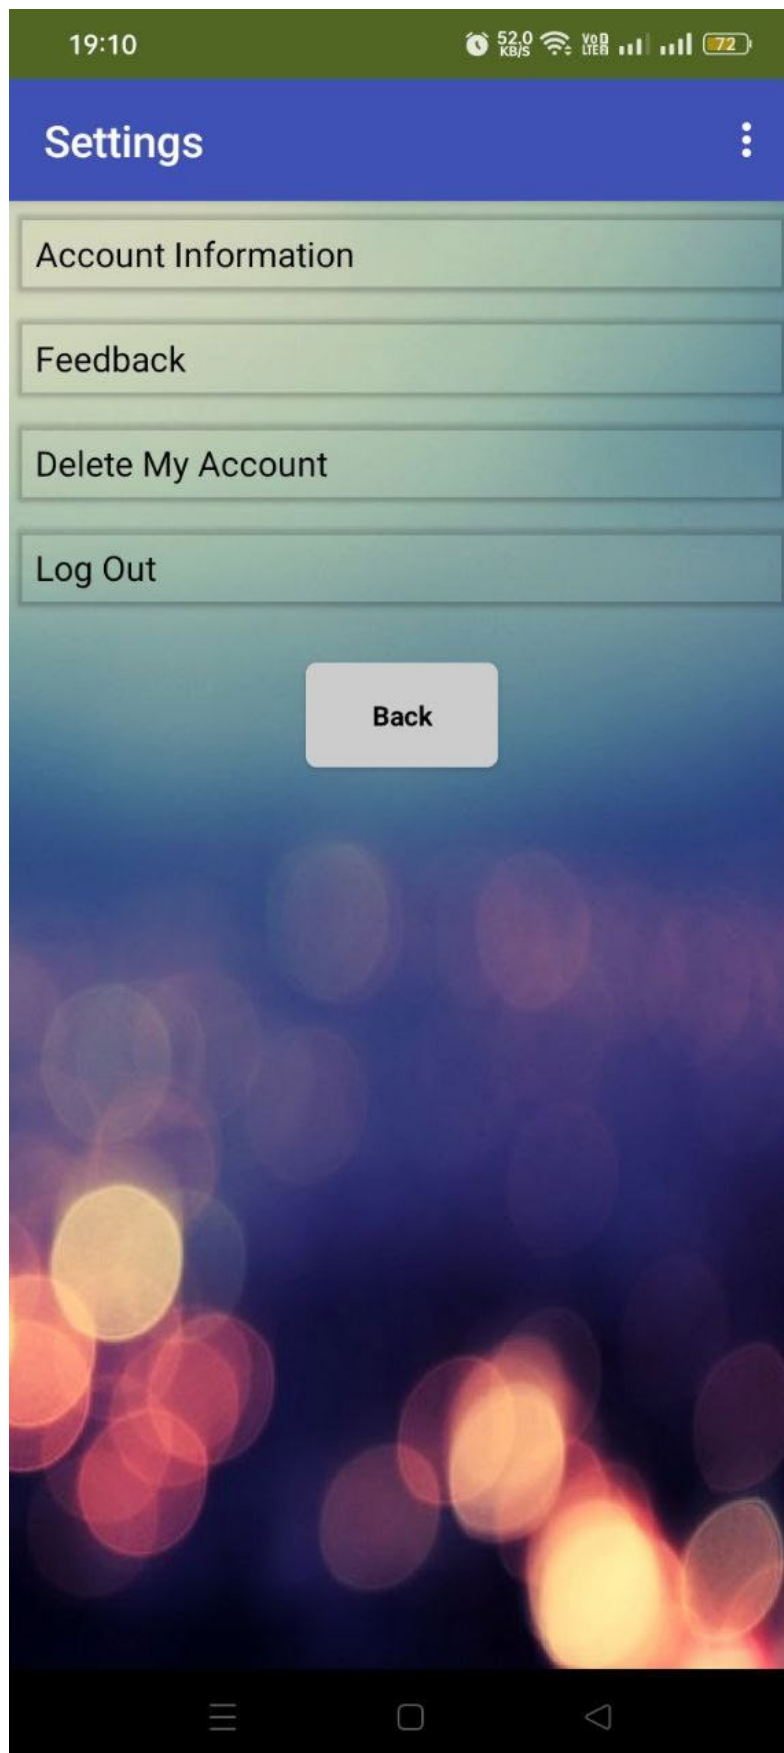 19:10
52.0
KB/S
VoD
LTE
72
Settings
Account Information
Feedback
Delete My Account
Log Out
Back